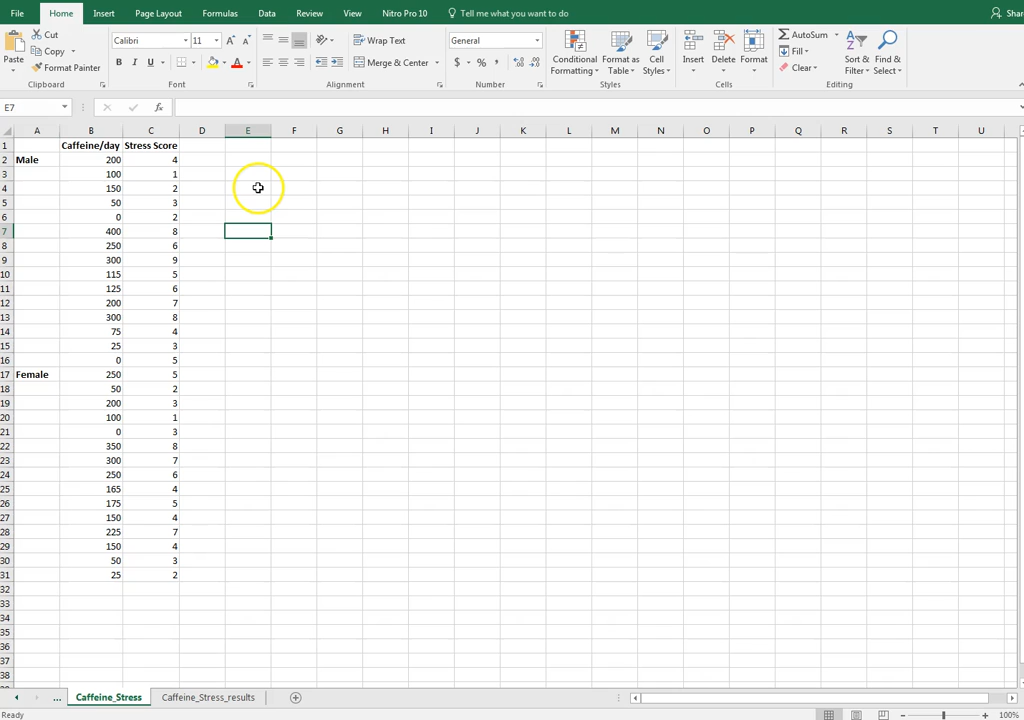 File Home Insert Page Layout Formulas Data Review View Nitro Pro 10 Tell me what you want to do Shar
Paste Cut Copy Format Painter Calibri 11 A A B I U A Wrap Text Merge & Center General $ % , Conditional Formatting Format as Table Cell Styles Insert Delete Format AutoSum Fill Clear Sort & Filter Find & Select
Clipboard Font Alignment Number Styles Cells Editing
E7 fx
A B C D E F G H I J K L M N O P Q R S T U
1 Caffeine/day Stress Score
2 Male 200 4
3 100 1
4 150 2
5 50 3
6 0 2
7 400 8
8 250 6
9 300 9
10 115 5
11 125 6
12 200 7
13 300 8
14 75 4
15 25 3
16 0 5
17 Female 250 5
18 50 2
19 200 3
20 100 1
21 0 3
22 350 8
23 300 7
24 250 6
25 165 4
26 175 5
27 150 4
28 225 7
29 150 4
30 50 3
31 25 2
32
33
34
35
36
37
38
... Caffeine_Stress Caffeine_Stress_results
Ready 100%